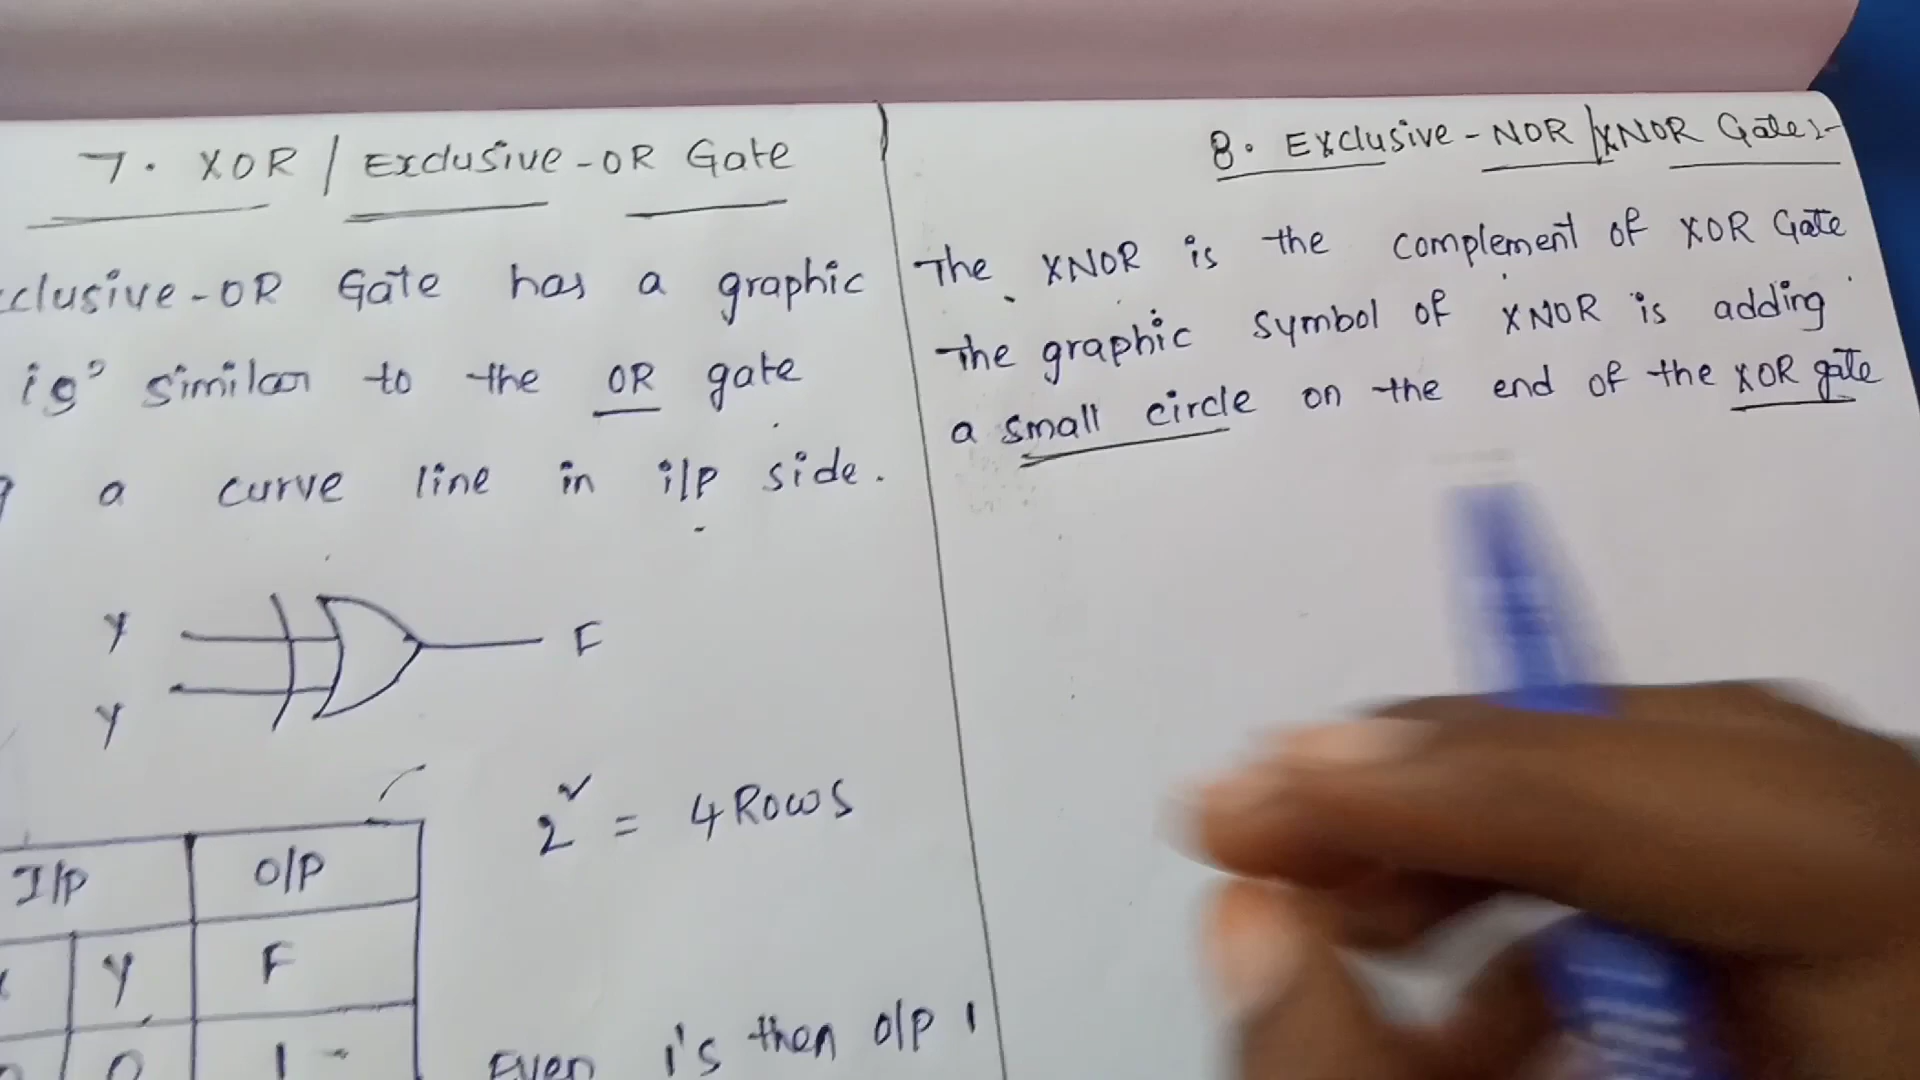 7. XOR / Exclusive-OR Gate
clusive-OR Gate has a graphic
similar to the OR gate
a curve line in i/p side.
Y
F
Y
2² = 4 Rows
I/P O/P
Y F
0 1
Even 1's then o/p 1
8. Exclusive-NOR/XNOR Gate:-
The XNOR is the complement of XOR Gate
The graphic symbol of XNOR is adding
a small circle on the end of the XOR gate